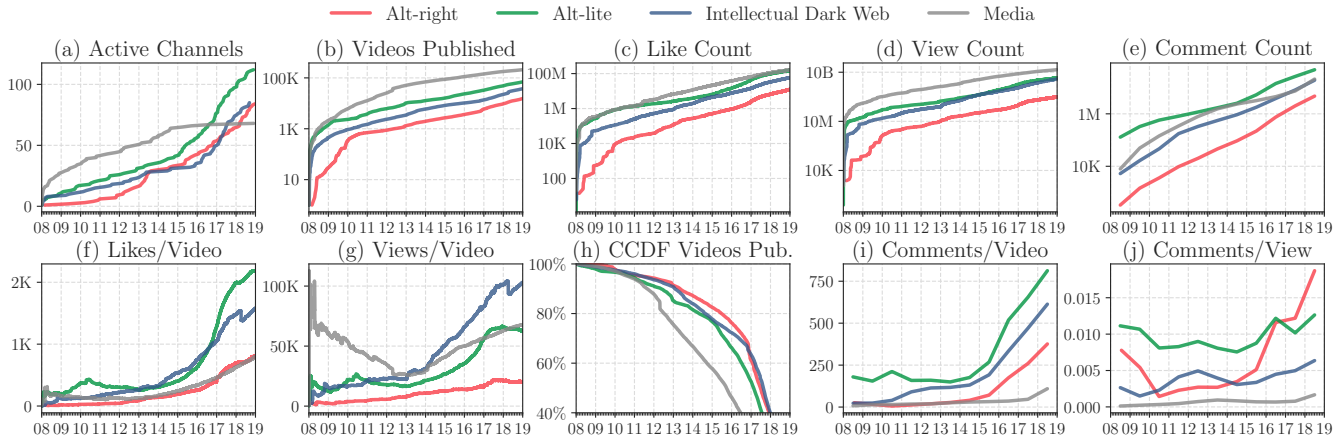 Alt-right Alt-lite Intellectual Dark Web Media
(a) Active Channels (b) Videos Published (c) Like Count (d) View Count (e) Comment Count
100
50
0
08 09 10 11 12 13 14 15 16 17 18 19
100K
1K
10
08 09 10 11 12 13 14 15 16 17 18 19
100M
1M
10K
100
08 09 10 11 12 13 14 15 16 17 18 19
10B
10M
10K
08 09 10 11 12 13 14 15 16 17 18 19
1M
10K
08 09 10 11 12 13 14 15 16 17 18 19
(f) Likes/Video (g) Views/Video (h) CCDF Videos Pub. (i) Comments/Video (j) Comments/View
2K
1K
0
08 09 10 11 12 13 14 15 16 17 18 19
100K
50K
0
08 09 10 11 12 13 14 15 16 17 18 19
100%
80%
60%
40%
08 09 10 11 12 13 14 15 16 17 18 19
750
500
250
0
08 09 10 11 12 13 14 15 16 17 18 19
0.015
0.010
0.005
0.000
08 09 10 11 12 13 14 15 16 17 18 19